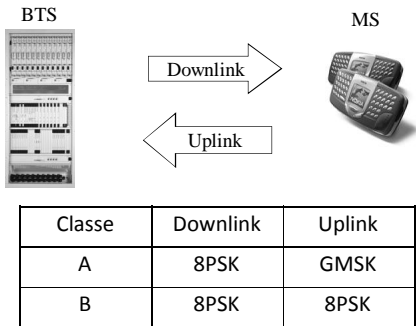 BTS
MS
Downlink
Uplink
Classe Downlink Uplink
A 8PSK GMSK
B 8PSK 8PSK